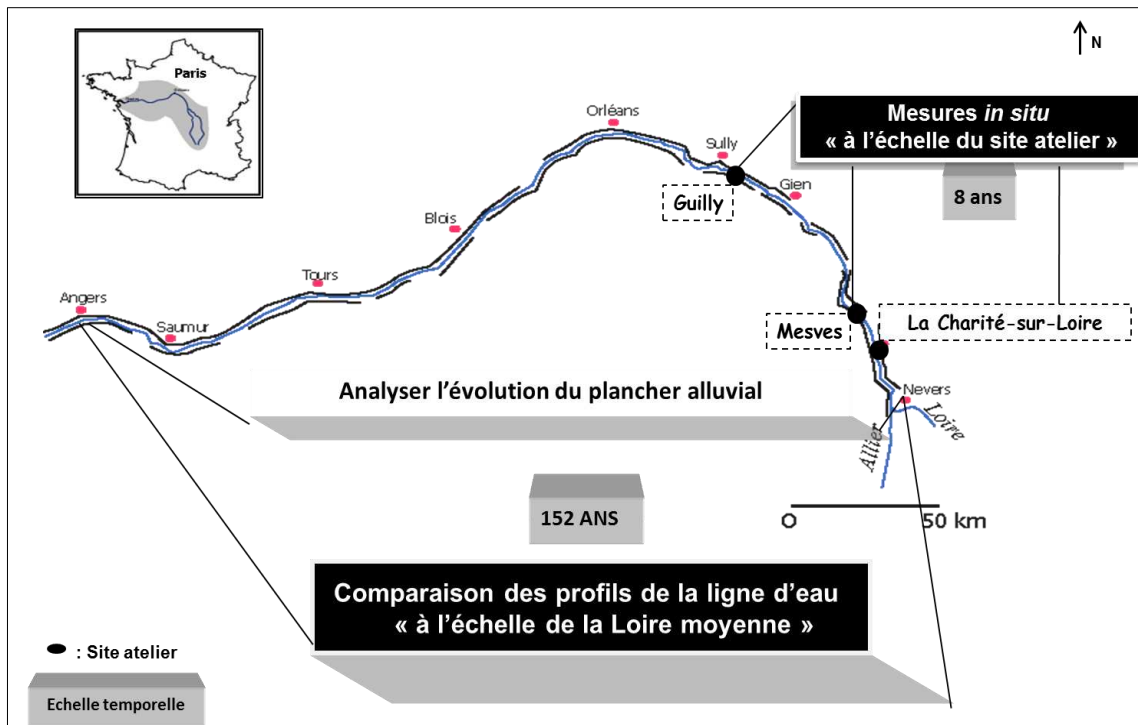 Paris
N
Orléans
Mesures in situ
« à l’échelle du site atelier »
Sully
Guilly
Gien
8 ans
Blois
Tours
Angers
Saumur
Mesves
La Charité-sur-Loire
Analyser l’évolution du plancher alluvial
Nevers
Loire
Allier
152 ANS
O 50 km
Comparaison des profils de la ligne d’eau
« à l’échelle de la Loire moyenne »
: Site atelier
Echelle temporelle